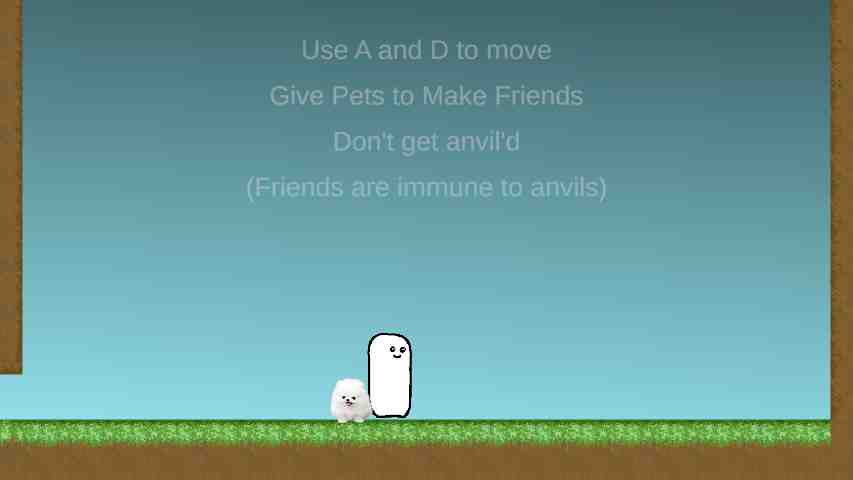 Use A and D to move
Give Pets to Make Friends
Don't get anvil'd
(Friends are immune to anvils)